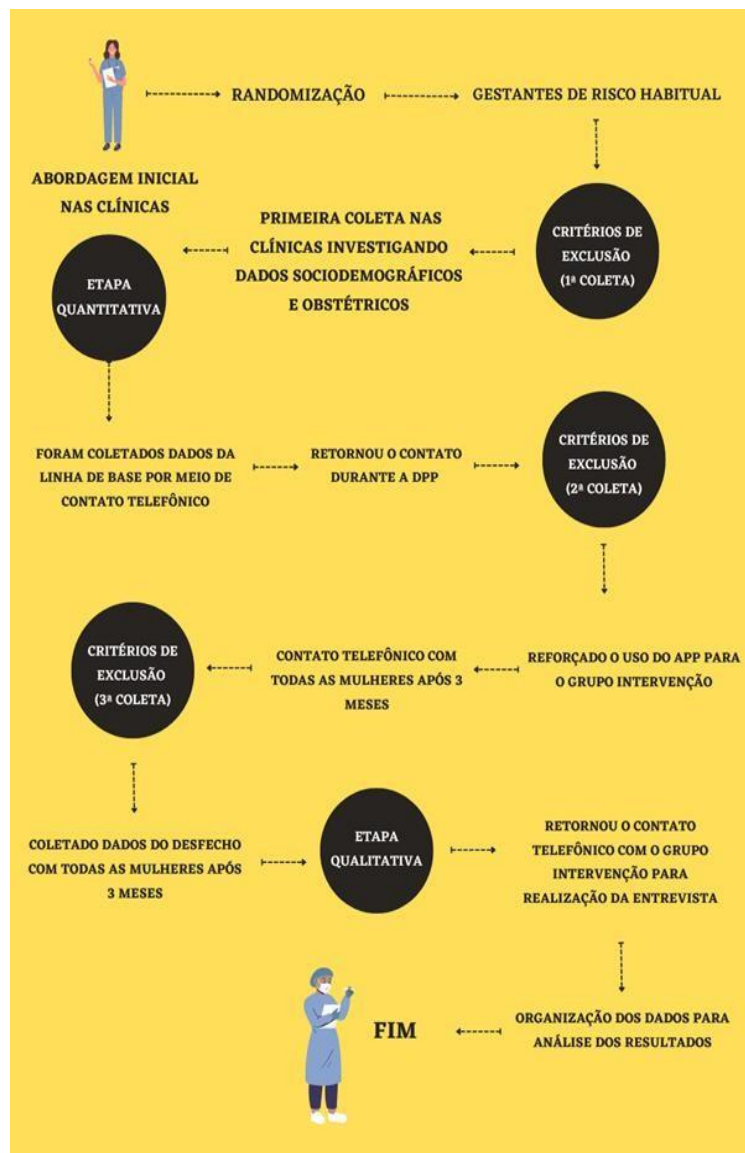 RANDOMIZAÇÃO
GESTANTES DE RISCO HABITUAL
ABORDAGEM INICIAL
NAS CLÍNICAS
CRITÉRIOS DE
EXCLUSÃO
(1ª COLETA)
PRIMEIRA COLETA NAS
CLÍNICAS INVESTIGANDO
DADOS SOCIODEMOGRÁFICOS
E OBSTÉTRICOS
ETAPA
QUANTITATIVA
FORAM COLETADOS DADOS DA
LINHA DE BASE POR MEIO DE
CONTATO TELEFÔNICO
RETORNOU O CONTATO
DURANTE A DPP
CRITÉRIOS DE
EXCLUSÃO
(2ª COLETA)
REFORÇADO O USO DO APP PARA
O GRUPO INTERVENÇÃO
CONTATO TELEFÔNICO COM
TODAS AS MULHERES APÓS 3
MESES
CRITÉRIOS DE
EXCLUSÃO
(3ª COLETA)
COLETADO DADOS DO DESFECHO
COM TODAS AS MULHERES APÓS
3 MESES
ETAPA
QUALITATIVA
RETORNOU O CONTATO
TELEFÔNICO COM O GRUPO
INTERVENÇÃO PARA
REALIZAÇÃO DA ENTREVISTA
ORGANIZAÇÃO DOS DADOS PARA
ANÁLISE DOS RESULTADOS
FIM